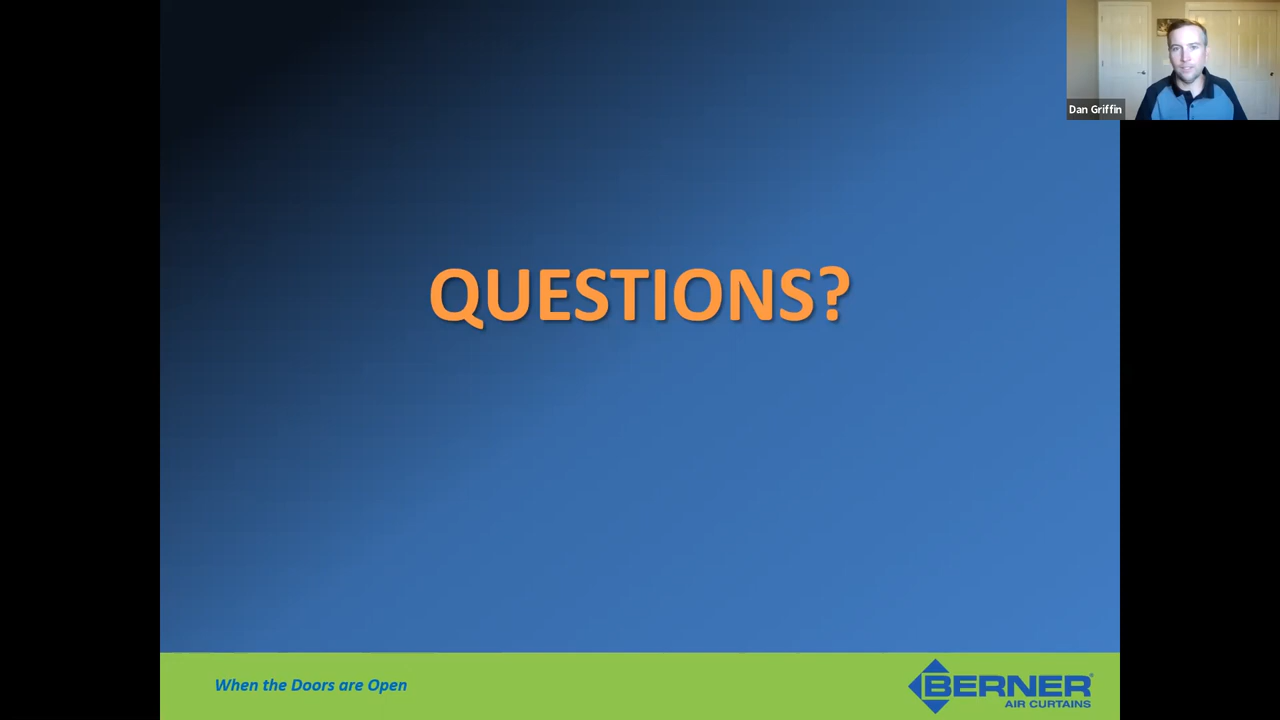 Dan Griffin
QUESTIONS?
When the Doors are Open
BERNER®
AIR CURTAINS